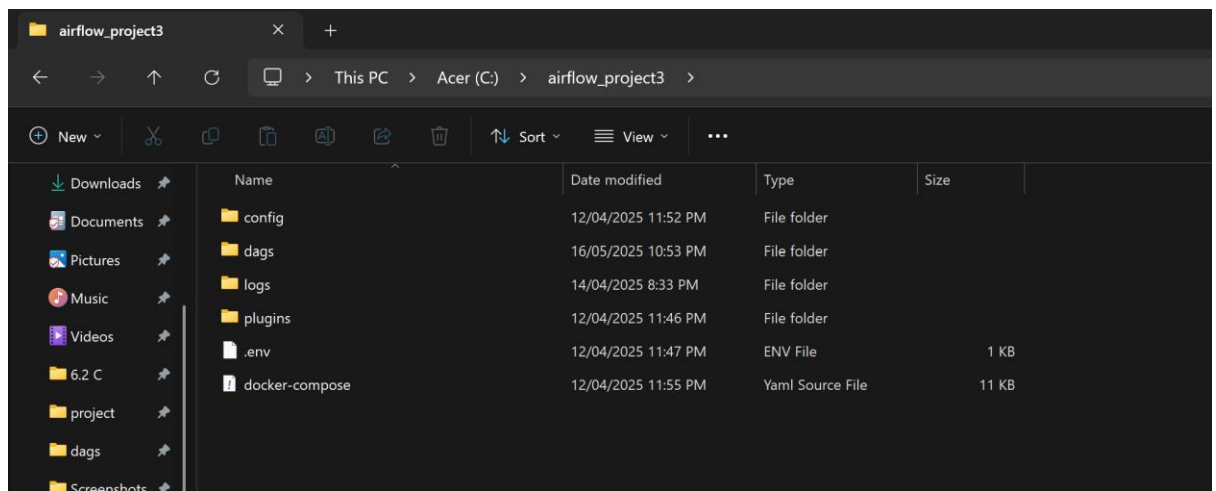 airflow_project3
This PC > Acer (C:) > airflow_project3 >
New Sort View
Downloads
Documents
Pictures
Music
Videos
6.2 C
project
dags
Screenshots
Name Date modified Type Size
config 12/04/2025 11:52 PM File folder
dags 16/05/2025 10:53 PM File folder
logs 14/04/2025 8:33 PM File folder
plugins 12/04/2025 11:46 PM File folder
.env 12/04/2025 11:47 PM ENV File 1 KB
docker-compose 12/04/2025 11:55 PM Yaml Source File 11 KB